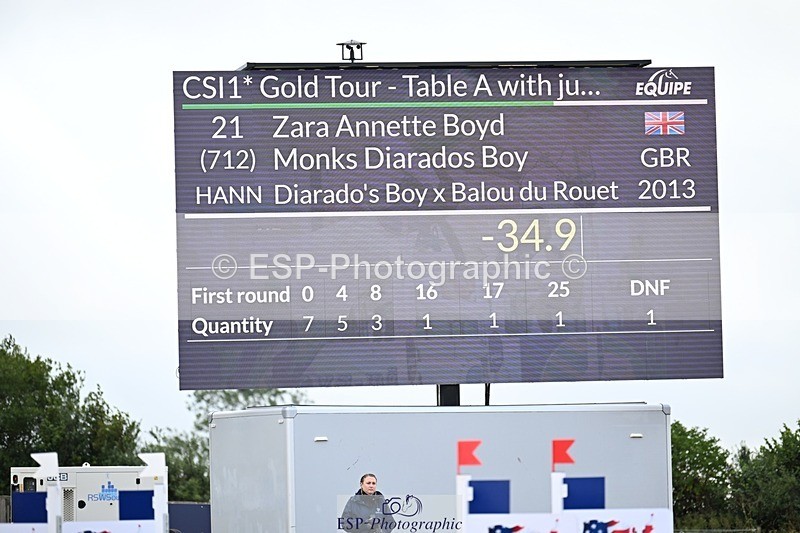 CSI1* Gold Tour - Table A with ju...
EQUIPE
21 Zara Annette Boyd
(712) Monks Diarados Boy GBR
HANN Diarado's Boy x Balou du Rouet 2013
-34.9
© ESP-Photographic ©
First round 0 4 8 16 17 25 DNF
Quantity 7 5 3 1 1 1 1
ESP-Photographic